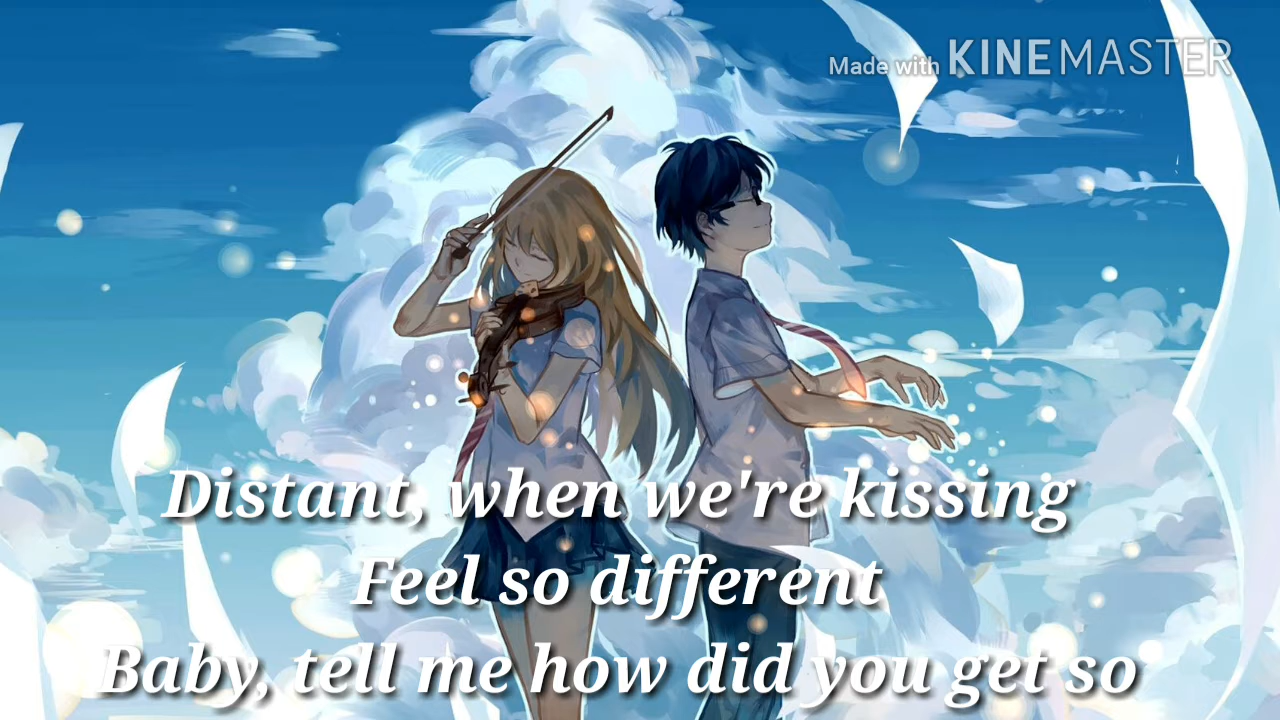 Made with KINEMASTER
Distant, when we're kissing
Feel so different
Baby, tell me how did you get so